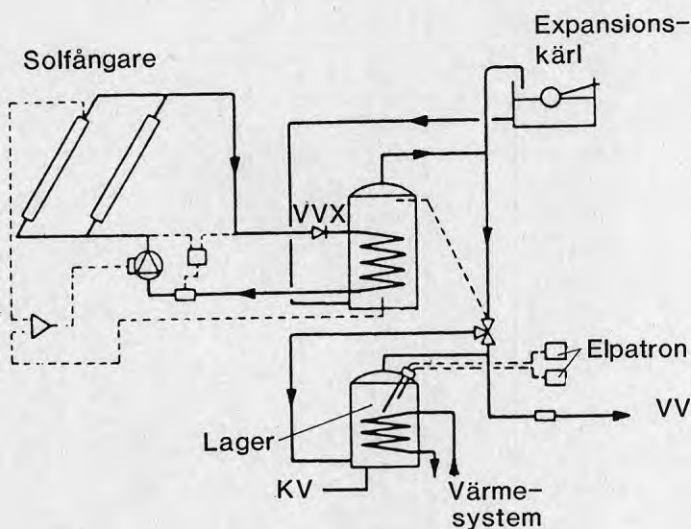 Expansions-
kärl
Solfångare
VVX
Elpatron
VV
Lager
KV
Värme-
system